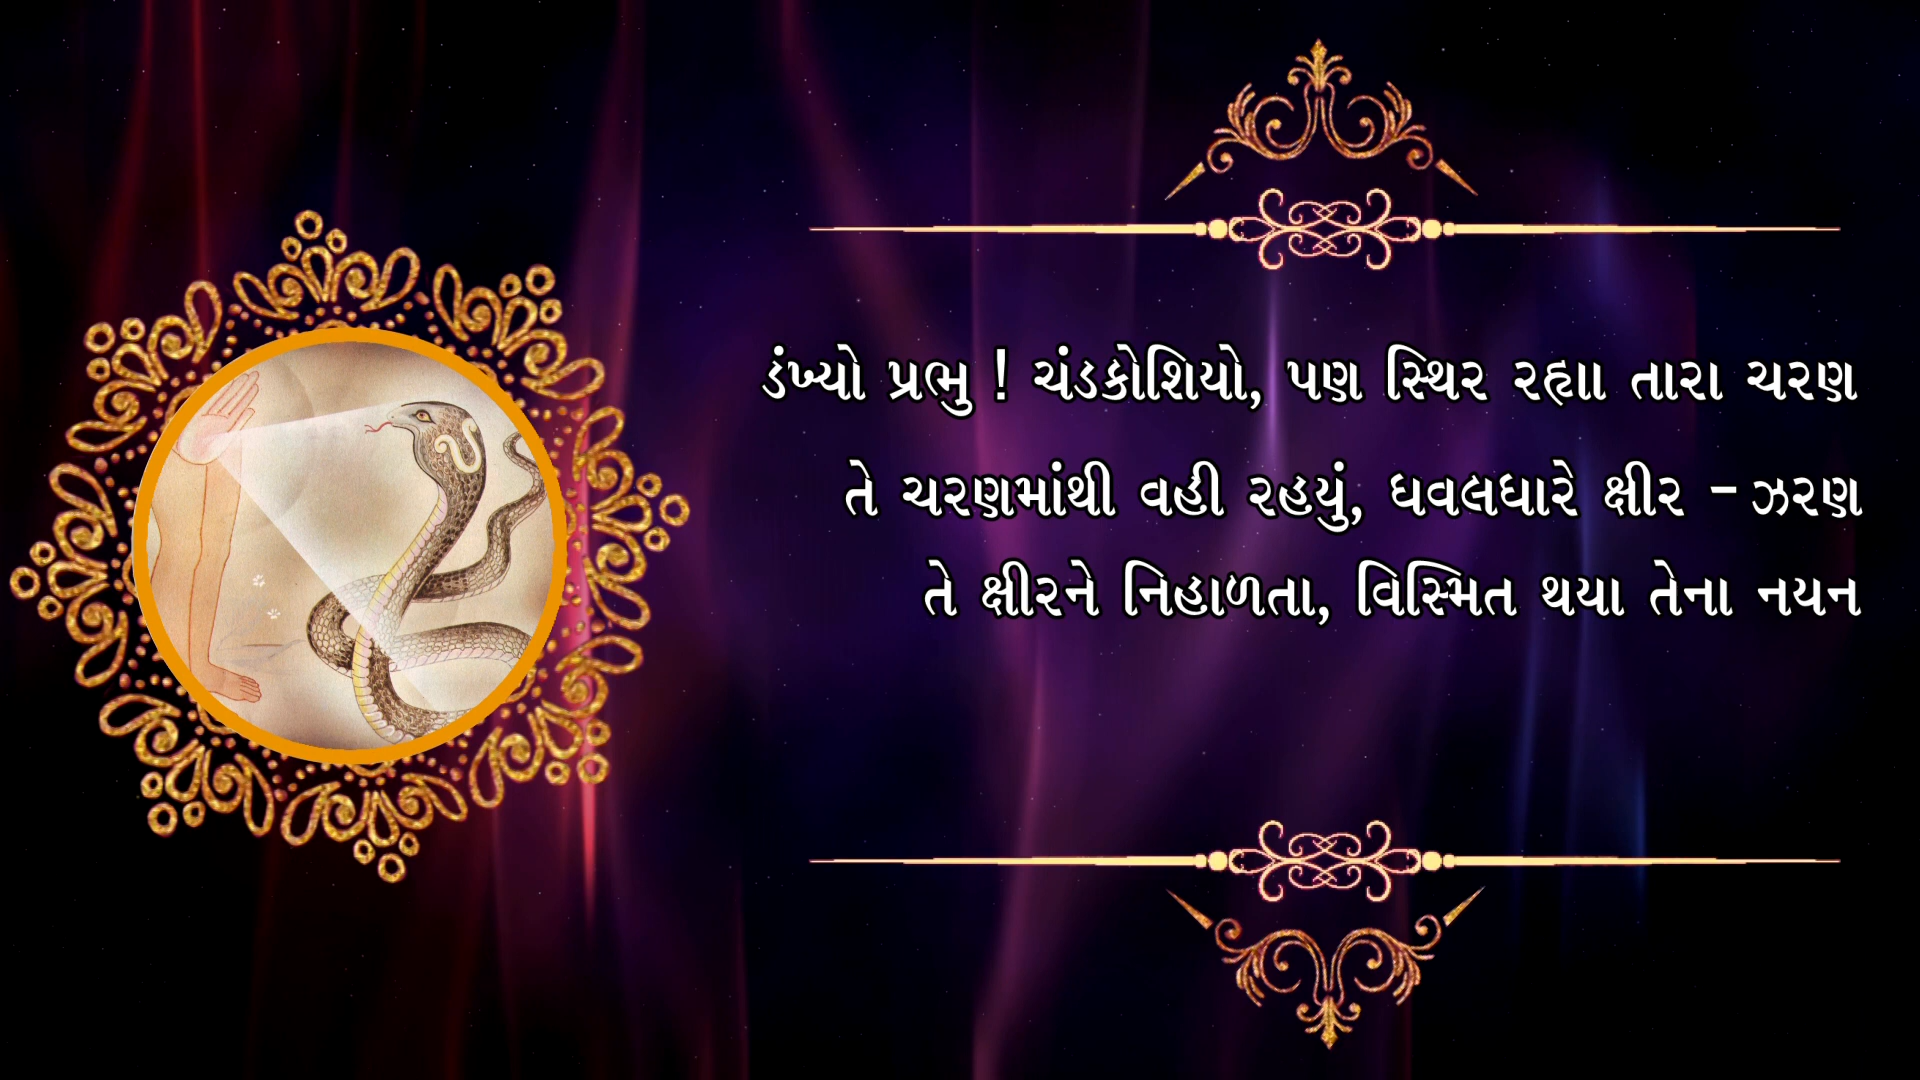 ડંખ્યો પ્રભુ ! ચંડકોશિયો, પણ સ્થિર રહ્યા તારા ચરણ
તે ચરણમાંથી વહી રહયું, ધવલધારે ક્ષીર - ઝરણ
તે ક્ષીરને નિહાળતા, વિસ્મિત થયા તેના નયન